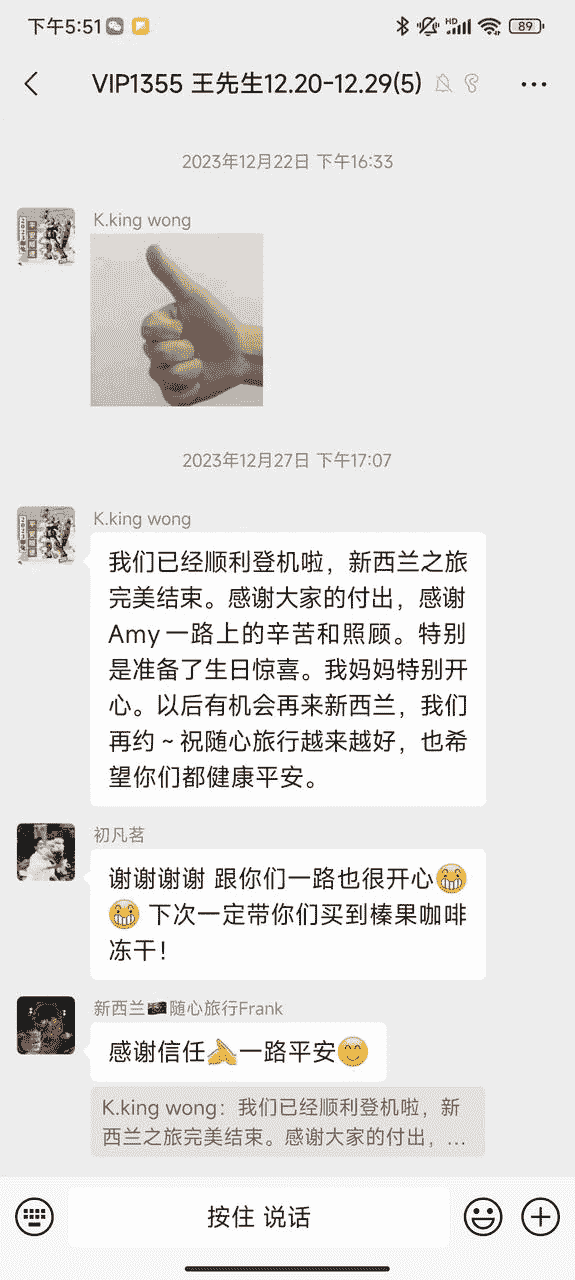 下午5:51
HD
89
VIP1355 王先生12.20-12.29(5)
2023年12月22日 下午16:33
K.king wong
2023年12月27日 下午17:07
K.king wong
我们已经顺利登机啦，新西兰之旅
完美结束。感谢大家的付出，感谢
Amy一路上的辛苦和照顾。特别
是准备了生日惊喜。我妈妈特别开
心。以后有机会再来新西兰，我们
再约～祝随心旅行越来越好，也希
望你们都健康平安。
初凡茗
谢谢谢谢 跟你们一路也很开心😁
😁 下次一定带你们买到榛果咖啡
冻干！
新西兰🇳🇿随心旅行Frank
感谢信任🙏一路平安😊
K.king wong：我们已经顺利登机啦，新
西兰之旅完美结束。感谢大家的付出，...
按住 说话